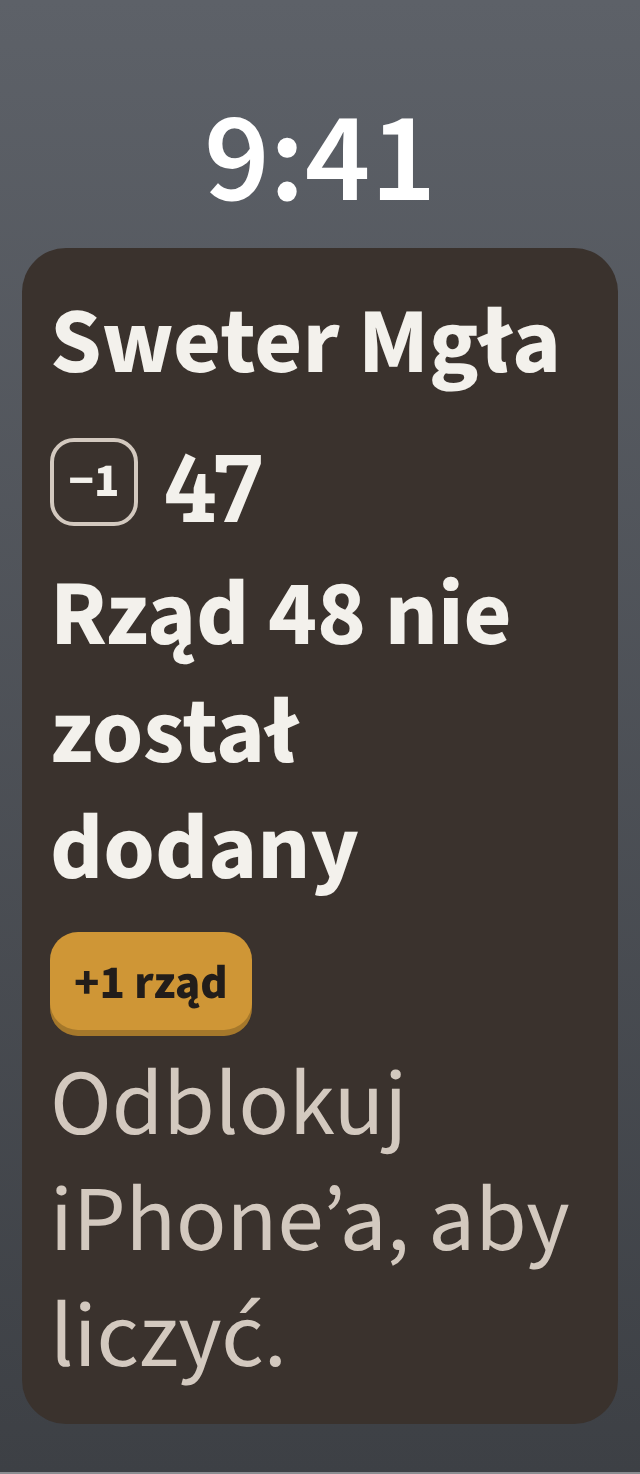 9:41
Sweter Mgła
−1 47
Rząd 48 nie
został
dodany
+1 rząd
Odblokuj
iPhone’a, aby
liczyć.